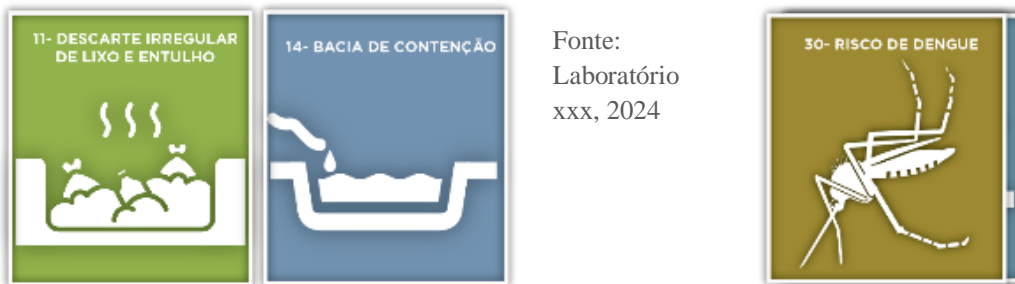 11- DESCARTE IRREGULAR
DE LIXO E ENTULHO
14- BACIA DE CONTENÇÃO
Fonte:
Laboratório
xxx, 2024
30- RISCO DE DENGUE